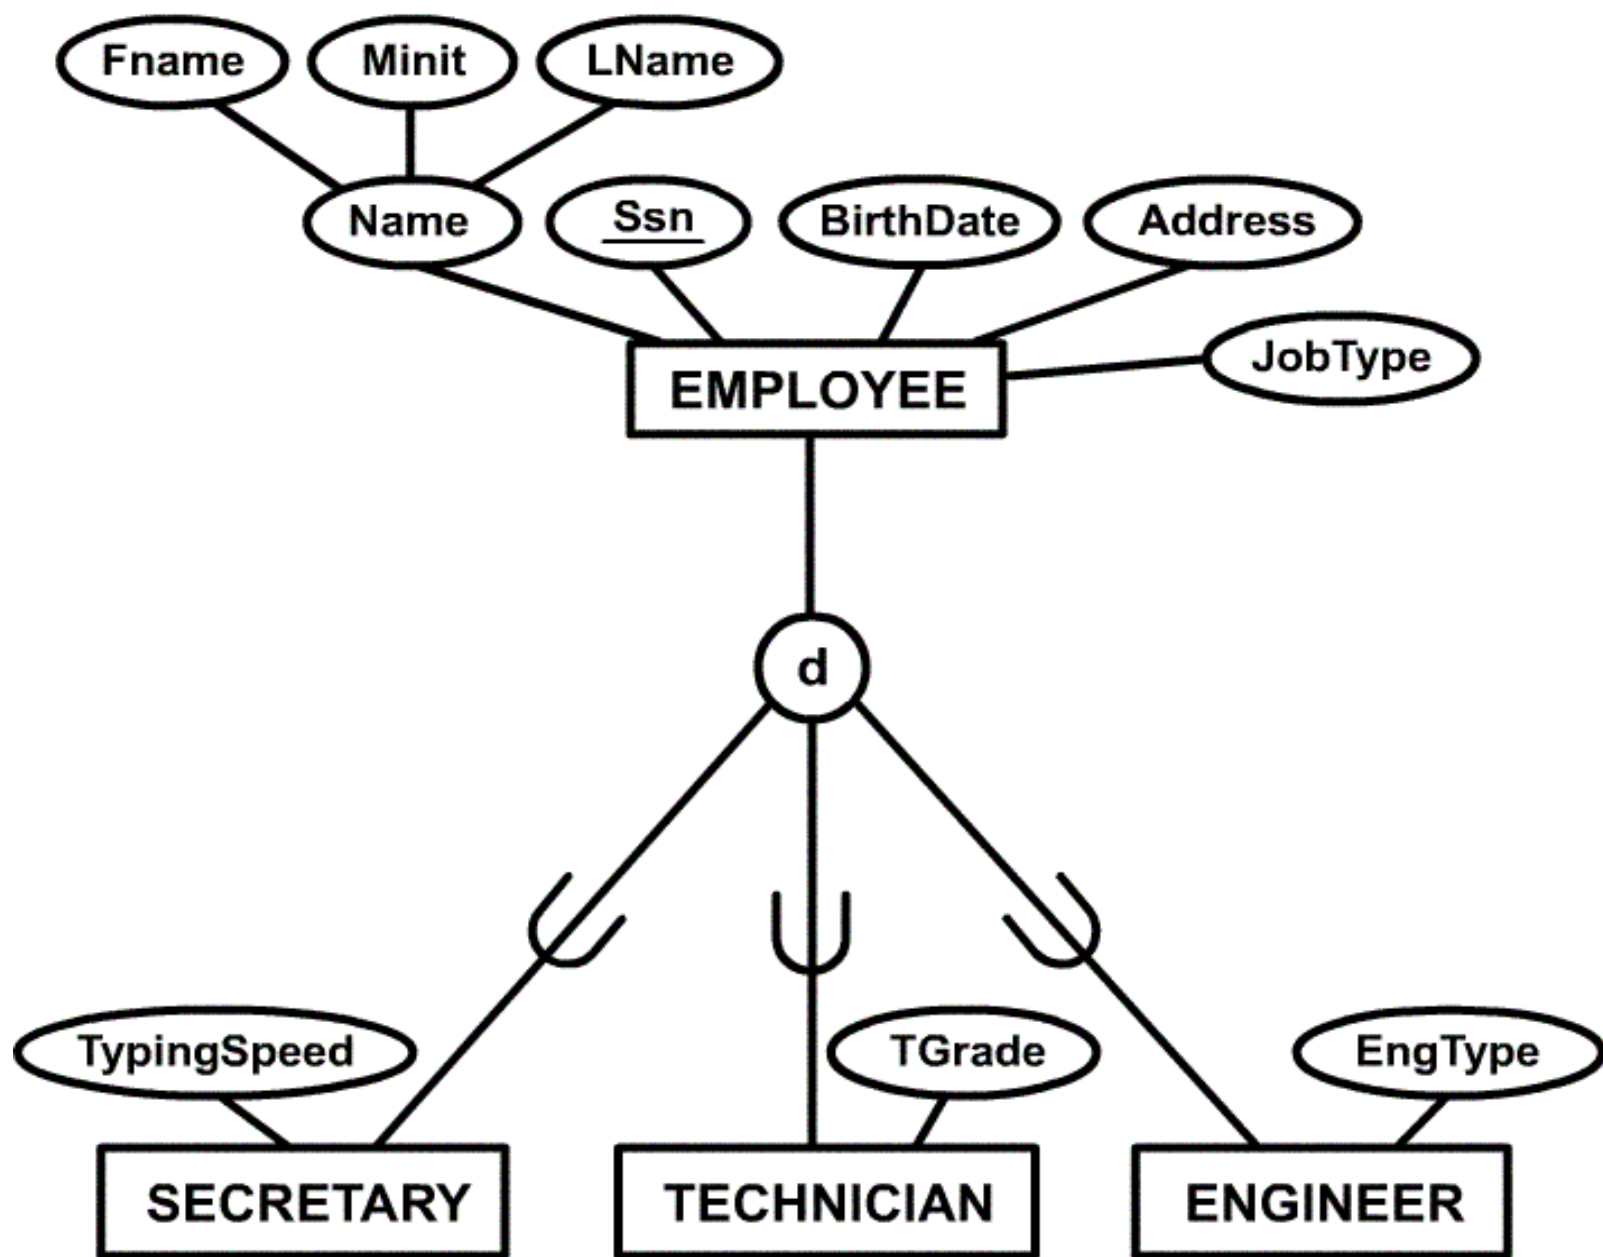 Fname
Minit
LName
Name
Ssn
BirthDate
Address
JobType
EMPLOYEE
d
TypingSpeed
TGrade
EngType
SECRETARY
TECHNICIAN
ENGINEER